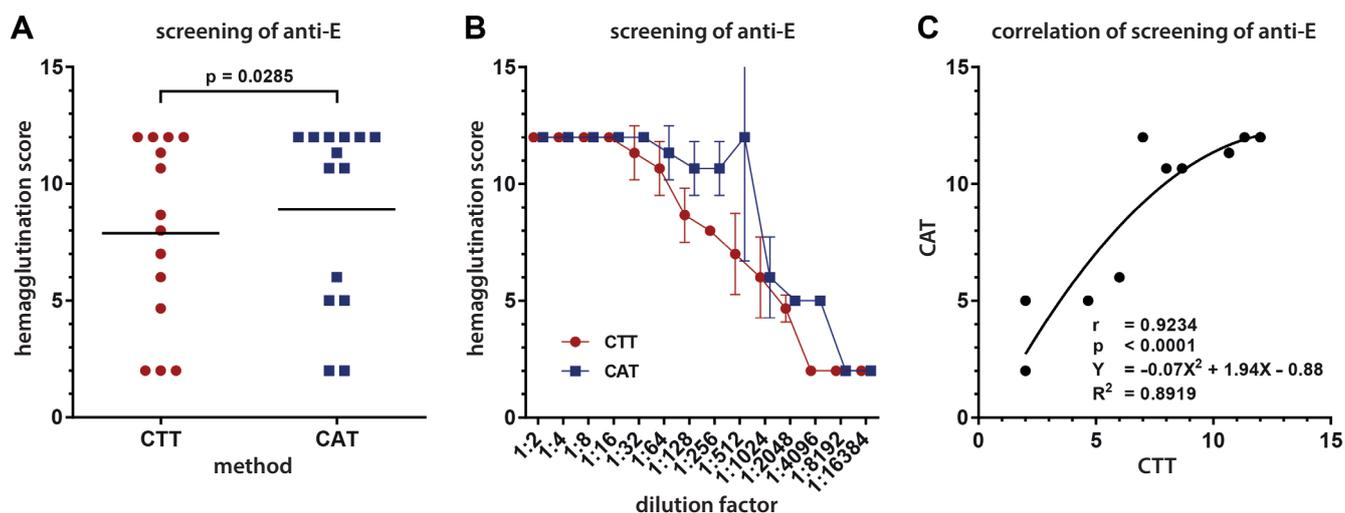 A
screening of anti-E
15
10
5
0
hemagglutination score
p = 0.0285
CTT
CAT
method
B
screening of anti-E
15
10
5
0
hemagglutination score
CTT
CAT
1:2
1:4
1:8
1:16
1:32
1:64
1:128
1:256
1:512
1:1024
1:2048
1:4096
1:8192
1:16384
dilution factor
C
correlation of screening of anti-E
15
10
5
0
CAT
r = 0.9234
p < 0.0001
Y = -0.07X² + 1.94X - 0.88
R² = 0.8919
0
5
10
15
CTT